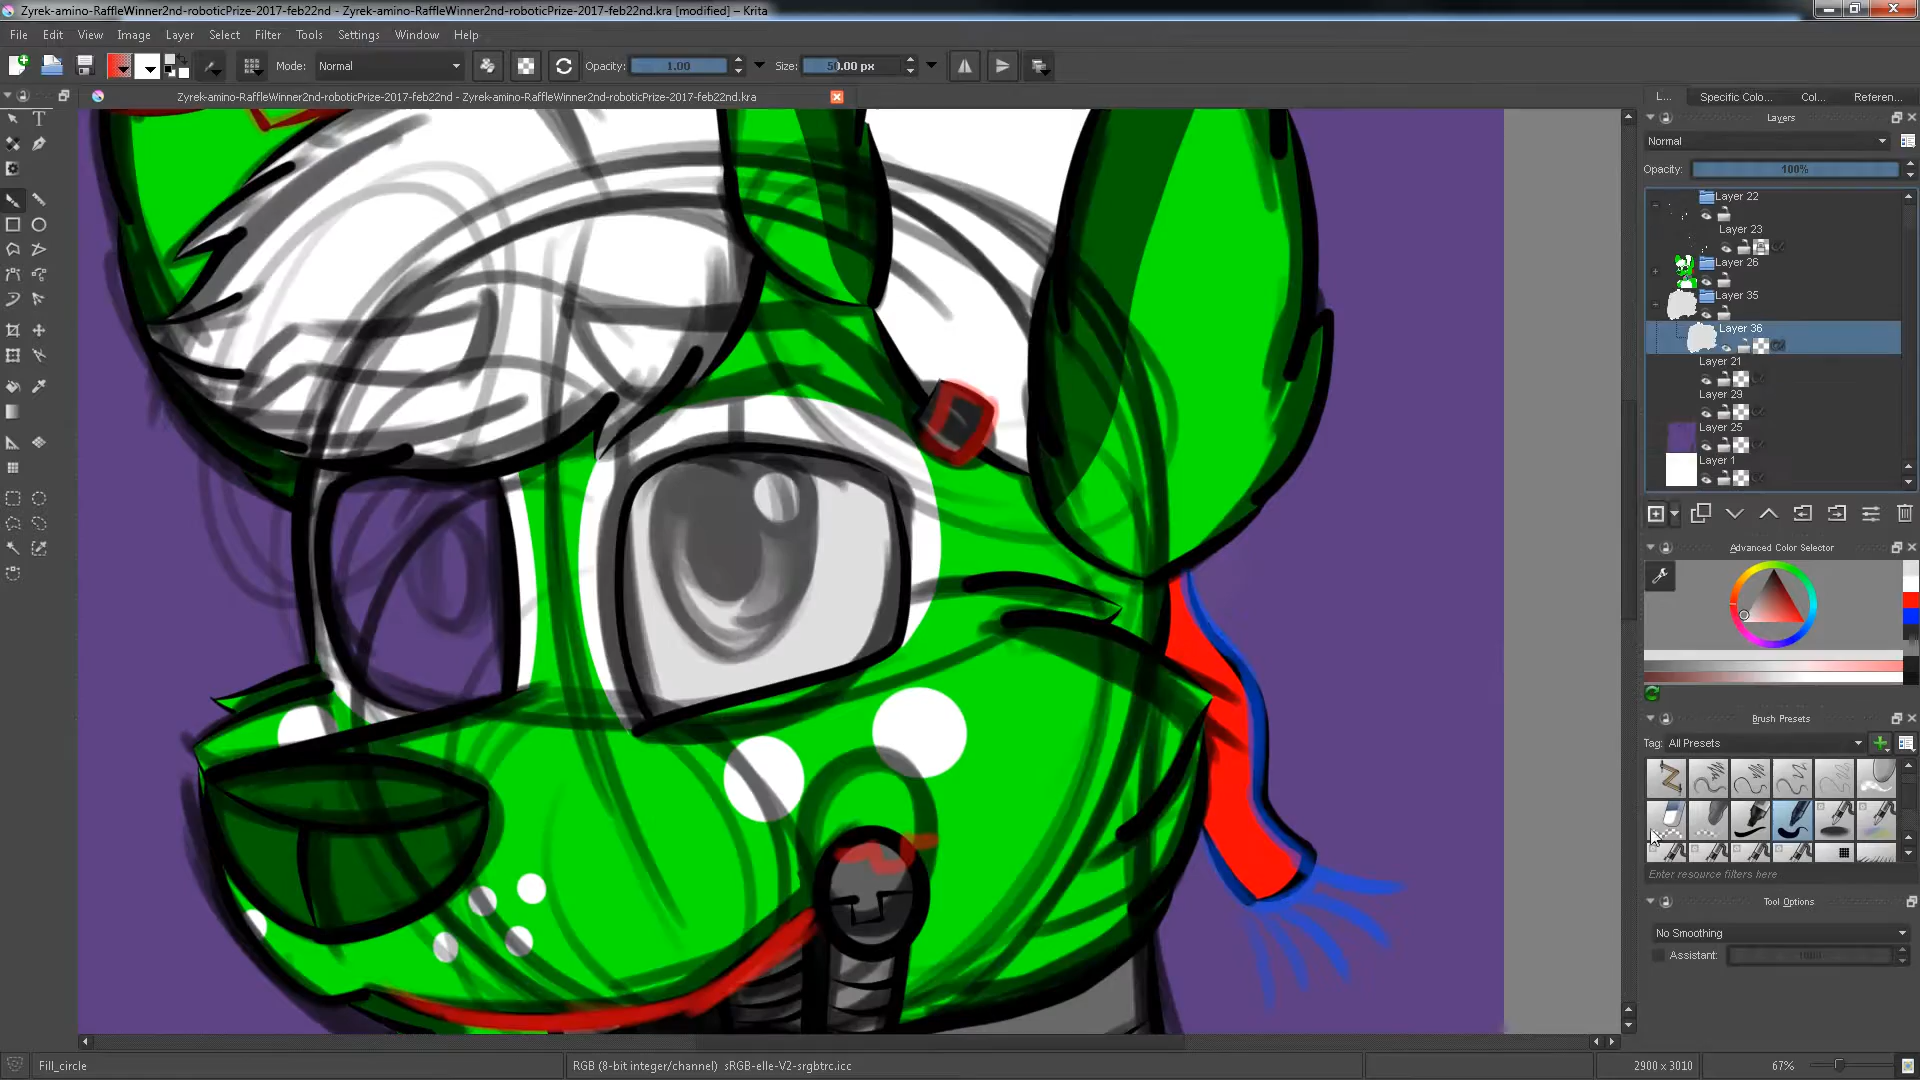 Zyrek-amino-RaffleWinner2nd-roboticPrize-2017-feb22nd - Zyrek-amino-RaffleWinner2nd-roboticPrize-2017-feb22nd.kra [modified] – Krita
File Edit View Image Layer Select Filter Tools Settings Window Help
Mode: Normal Opacity: 1.00 Size: 50.00 px
Zyrek-amino-RaffleWinner2nd-roboticPrize-2017-feb22nd - Zyrek-amino-RaffleWinner2nd-roboticPrize-2017-feb22nd.kra
L... Specific Colo... Col... Referen...
Layers
Normal
Opacity: 100%
Layer 22
Layer 23
Layer 26
Layer 35
Layer 36
Layer 21
Layer 29
Layer 25
Layer 1
Advanced Color Selector
Brush Presets
Tag: All Presets
Enter resource filters here
Tool Options
No Smoothing
Assistant: 1000
Fill_circle
RGB (8-bit integer/channel) sRGB-elle-V2-srgbtrc.icc
2900 x 3010
67%